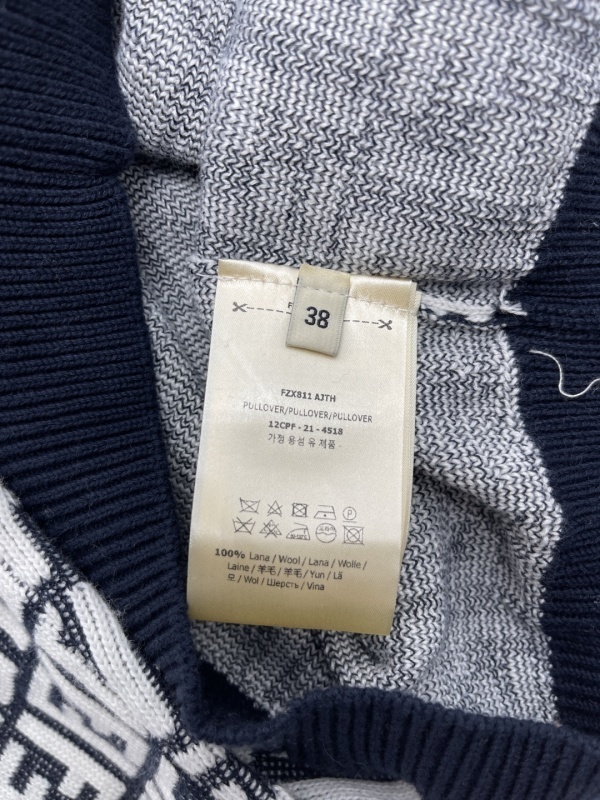 38
FZX811 AJTH
PULLOVER/PULLOVER/PULLOVER
12CPF - 21 - 4518
가정 용섬 유 제품 -
P
100% Lana / Wool / Lana / Wolle /
Laine / 羊毛 / 羊毛 / Yun / Lã
모 / Wol / Шерсть / Vina